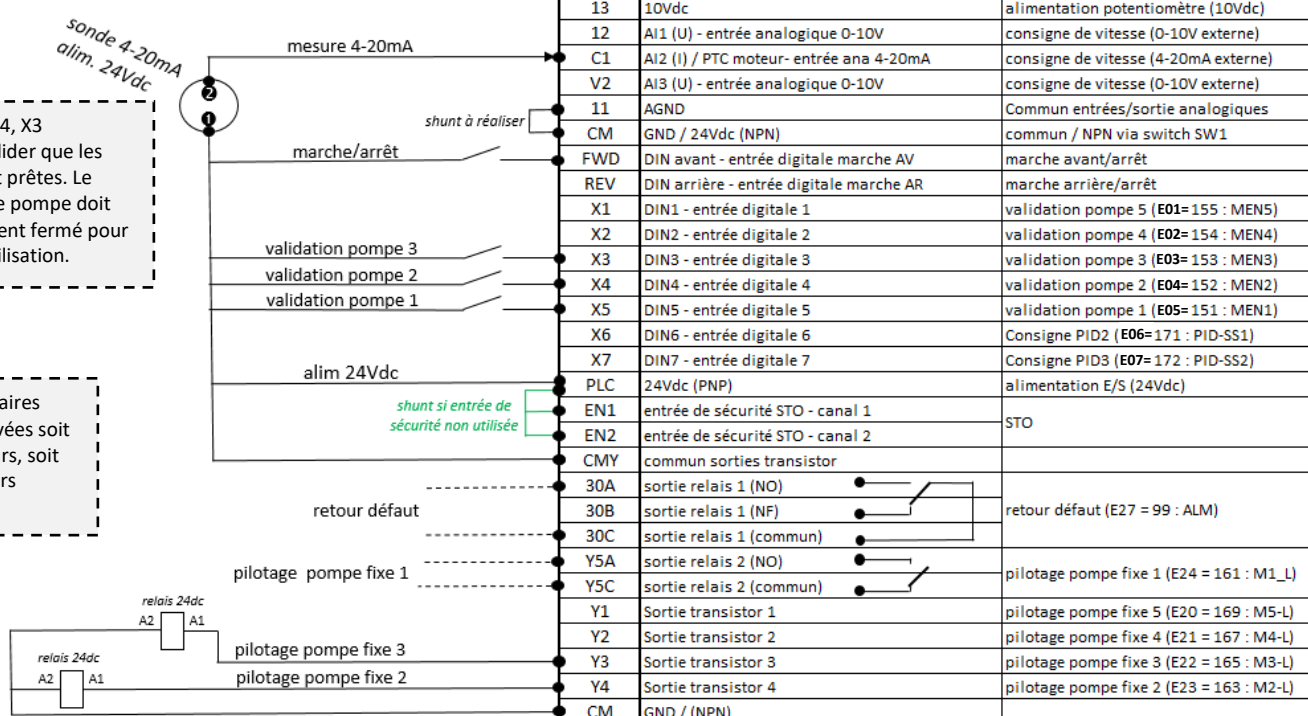 sonde 4-20mA
alim. 24Vdc
mesure 4-20mA
2
1
shunt à réaliser
marche/arrêt
validation pompe 3
validation pompe 2
validation pompe 1
alim 24Vdc
shunt si entrée de
sécurité non utilisée
retour défaut
pilotage pompe fixe 1
relais 24dc
A2 A1
pilotage pompe fixe 3
relais 24dc
A2 A1
pilotage pompe fixe 2
4, X3
lider que les
t prêtes. Le
e pompe doit
ent fermé pour
ilisation.
aires
vées soit
rs, soit
rs
13 10Vdc alimentation potentiomètre (10Vdc)
12 AI1 (U) - entrée analogique 0-10V consigne de vitesse (0-10V externe)
C1 AI2 (I) / PTC moteur- entrée ana 4-20mA consigne de vitesse (4-20mA externe)
V2 AI3 (U) - entrée analogique 0-10V consigne de vitesse (0-10V externe)
11 AGND Commun entrées/sortie analogiques
CM GND / 24Vdc (NPN) commun / NPN via switch SW1
FWD DIN avant - entrée digitale marche AV marche avant/arrêt
REV DIN arrière - entrée digitale marche AR marche arrière/arrêt
X1 DIN1 - entrée digitale 1 validation pompe 5 (E01=155 : MEN5)
X2 DIN2 - entrée digitale 2 validation pompe 4 (E02=154 : MEN4)
X3 DIN3 - entrée digitale 3 validation pompe 3 (E03=153 : MEN3)
X4 DIN4 - entrée digitale 4 validation pompe 2 (E04=152 : MEN2)
X5 DIN5 - entrée digitale 5 validation pompe 1 (E05=151 : MEN1)
X6 DIN6 - entrée digitale 6 Consigne PID2 (E06=171 : PID-SS1)
X7 DIN7 - entrée digitale 7 Consigne PID3 (E07=172 : PID-SS2)
PLC 24Vdc (PNP) alimentation E/S (24Vdc)
EN1 entrée de sécurité STO - canal 1 STO
EN2 entrée de sécurité STO - canal 2
CMY commun sorties transistor
30A sortie relais 1 (NO)
30B sortie relais 1 (NF) retour défaut (E27 = 99 : ALM)
30C sortie relais 1 (commun)
Y5A sortie relais 2 (NO) pilotage pompe fixe 1 (E24 = 161 : M1_L)
Y5C sortie relais 2 (commun)
Y1 Sortie transistor 1 pilotage pompe fixe 5 (E20 = 169 : M5-L)
Y2 Sortie transistor 2 pilotage pompe fixe 4 (E21 = 167 : M4-L)
Y3 Sortie transistor 3 pilotage pompe fixe 3 (E22 = 165 : M3-L)
Y4 Sortie transistor 4 pilotage pompe fixe 2 (E23 = 163 : M2-L)
CM GND / (NPN)